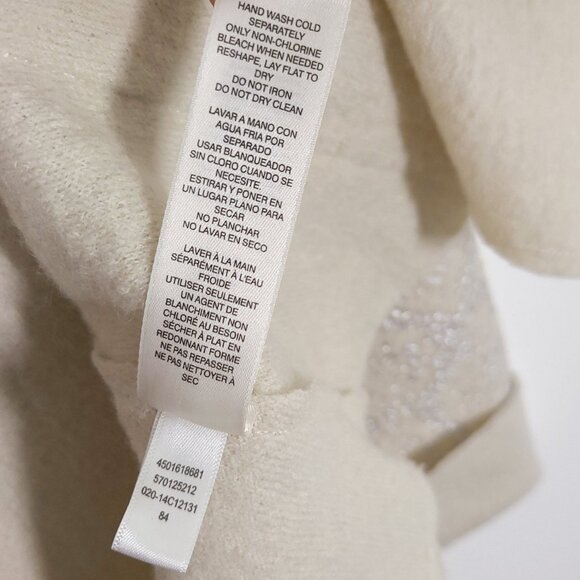 HAND WASH COLD
SEPARATELY
ONLY NON-CHLORINE
BLEACH WHEN NEEDED
RESHAPE, LAY FLAT TO
DRY
DO NOT IRON
DO NOT DRY CLEAN
LAVAR A MANO CON
AGUA FRIA POR
SEPARADO
USAR BLANQUEADOR
SIN CLORO CUANDO SE
NECESITE.
ESTIRAR Y PONER EN
UN LUGAR PLANO PARA
SECAR
NO PLANCHAR
NO LAVAR EN SECO
LAVER À LA MAIN
SÉPARÉMENT À L'EAU
FROIDE
UTILISER SEULEMENT
UN AGENT DE
BLANCHIMENT NON
CHLORÉ AU BESOIN
SÉCHER À PLAT EN
REDONNANT FORME
NE PAS REPASSER
NE PAS NETTOYER À
SEC
4501618681
570125212
020-14C12131
84